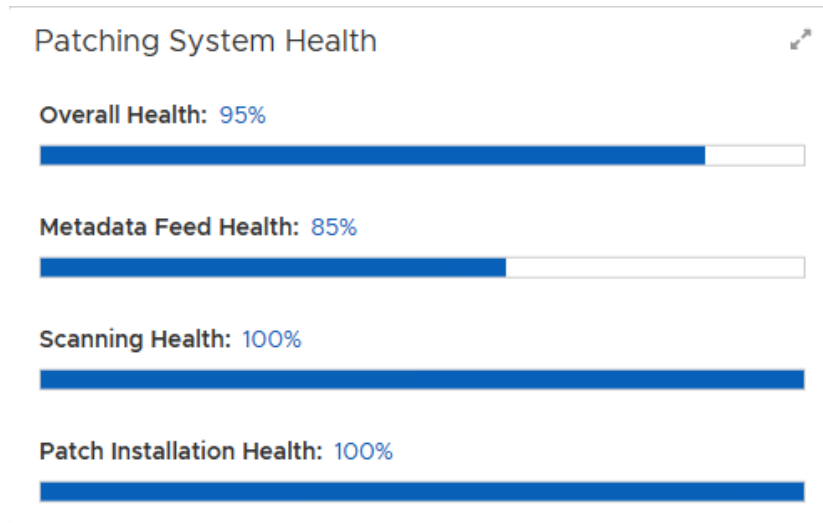 Patching System Health
Overall Health: 95%
Metadata Feed Health: 85%
Scanning Health: 100%
Patch Installation Health: 100%